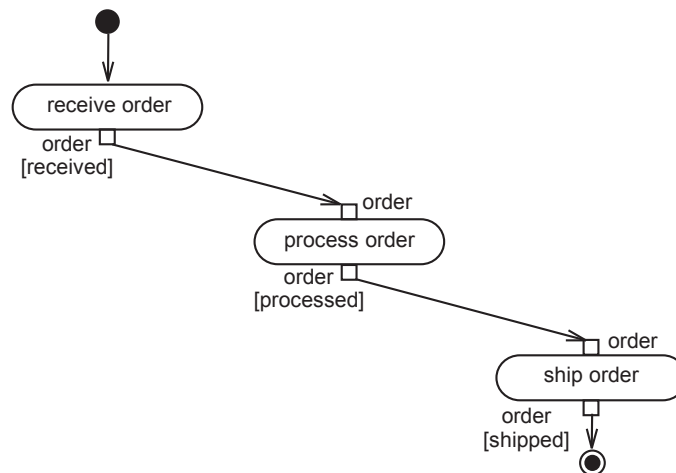 receive order
order
[received]
order
process order
order
[processed]
order
ship order
order
[shipped]